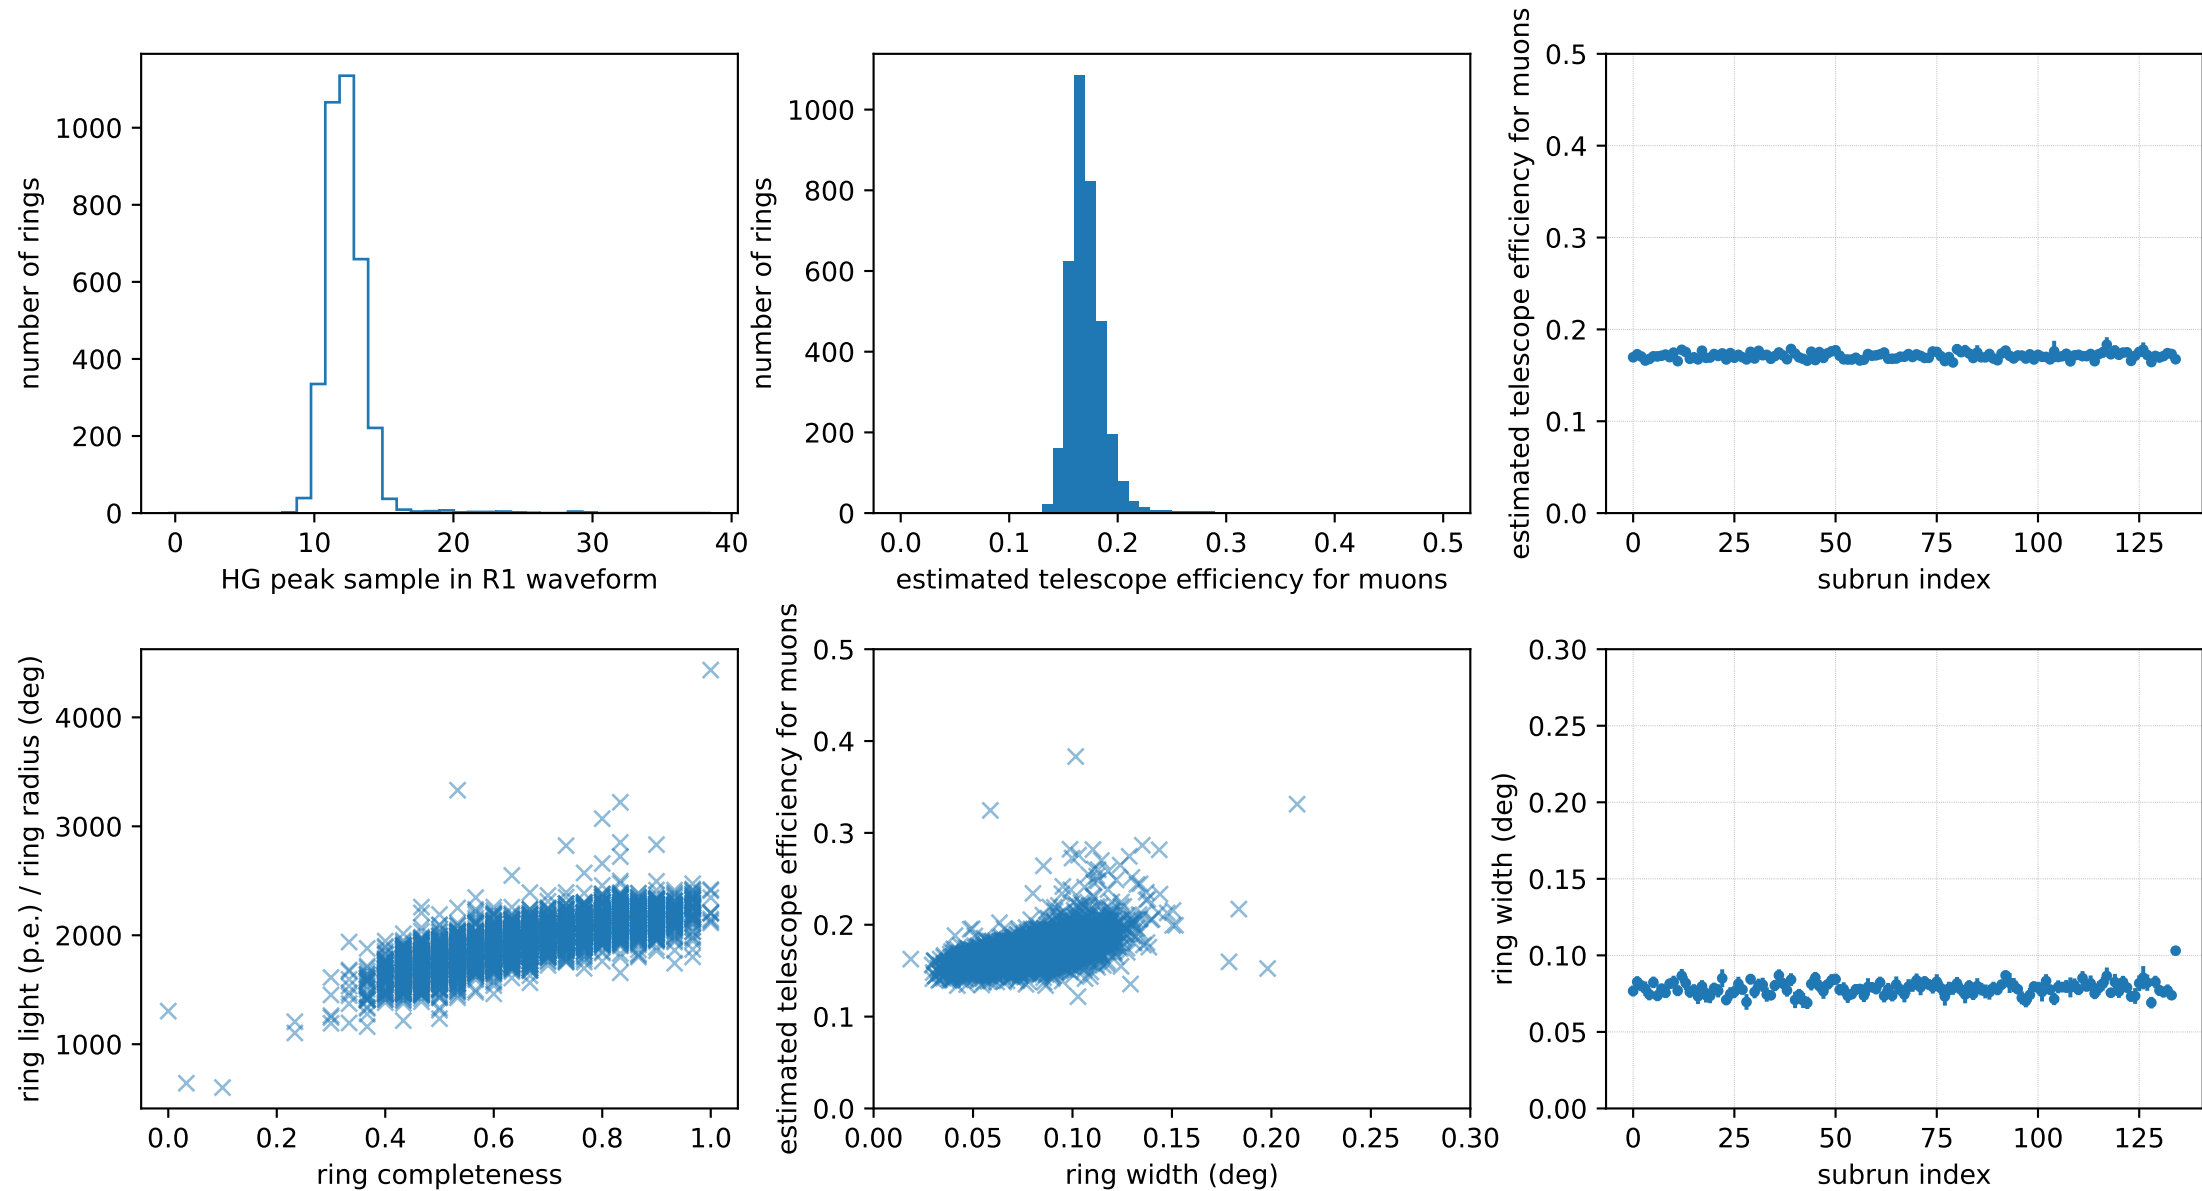 number of rings
1000
800
600
400
200
0
0 10 20 30 40
HG peak sample in R1 waveform
number of rings
1000
800
600
400
200
0
0.0 0.1 0.2 0.3 0.4 0.5
estimated telescope efficiency for muons
estimated telescope efficiency for muons
0.5
0.4
0.3
0.2
0.1
0.0
0 25 50 75 100 125
subrun index
ring light (p.e.) / ring radius (deg)
4000
3000
2000
1000
0.0 0.2 0.4 0.6 0.8 1.0
ring completeness
estimated telescope efficiency for muons
0.5
0.4
0.3
0.2
0.1
0.0
0.00 0.05 0.10 0.15 0.20 0.25 0.30
ring width (deg)
ring width (deg)
0.30
0.25
0.20
0.15
0.10
0.05
0.00
0 25 50 75 100 125
subrun index